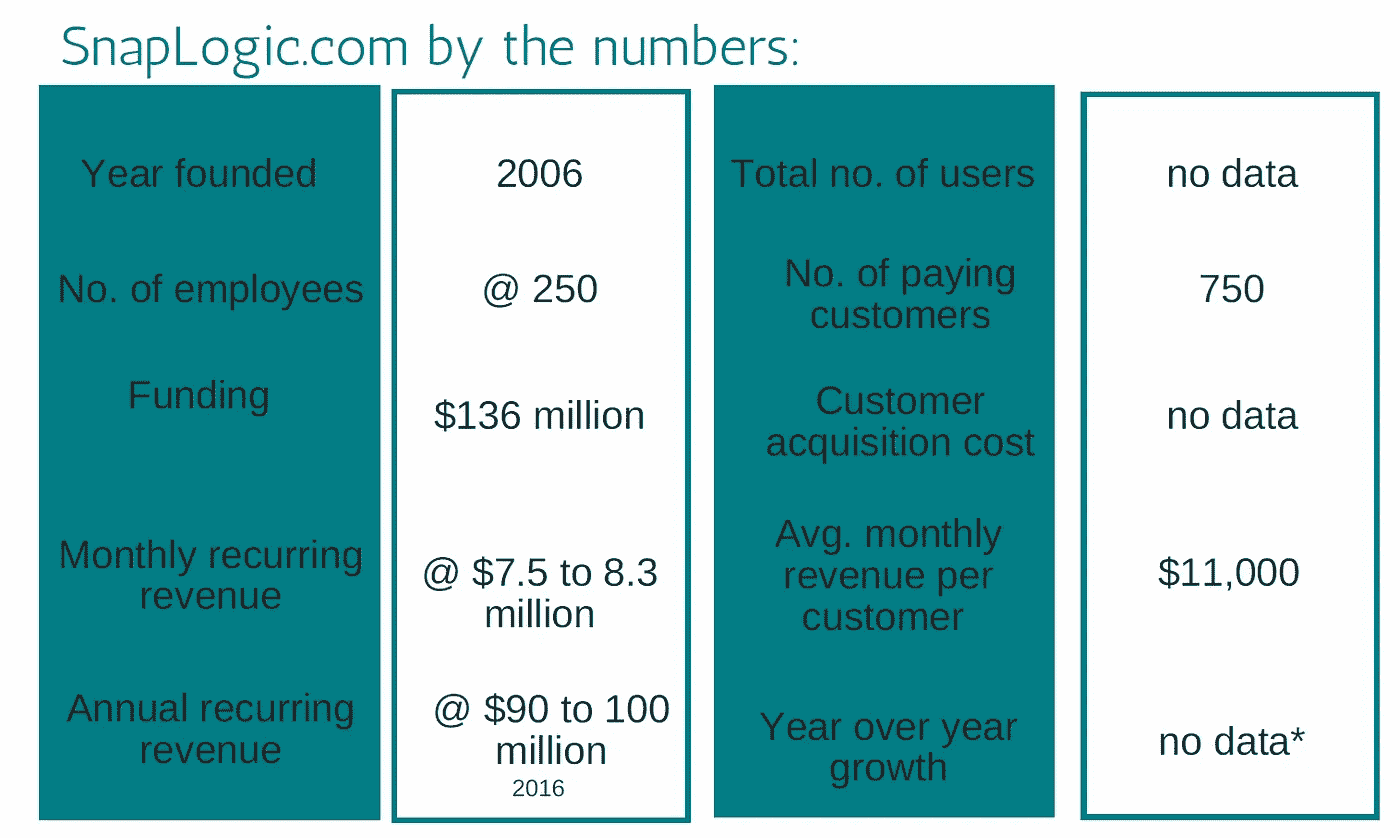 SnapLogic.com by the numbers:
Year founded
2006
Total no. of users
no data
No. of employees
@ 250
No. of paying
customers
750
Funding
$136 million
Customer
acquisition cost
no data
Monthly recurring
revenue
@ $7.5 to 8.3
million
Avg. monthly
revenue per
customer
$11,000
Annual recurring
revenue
@ $90 to 100
million
2016
Year over year
growth
no data*